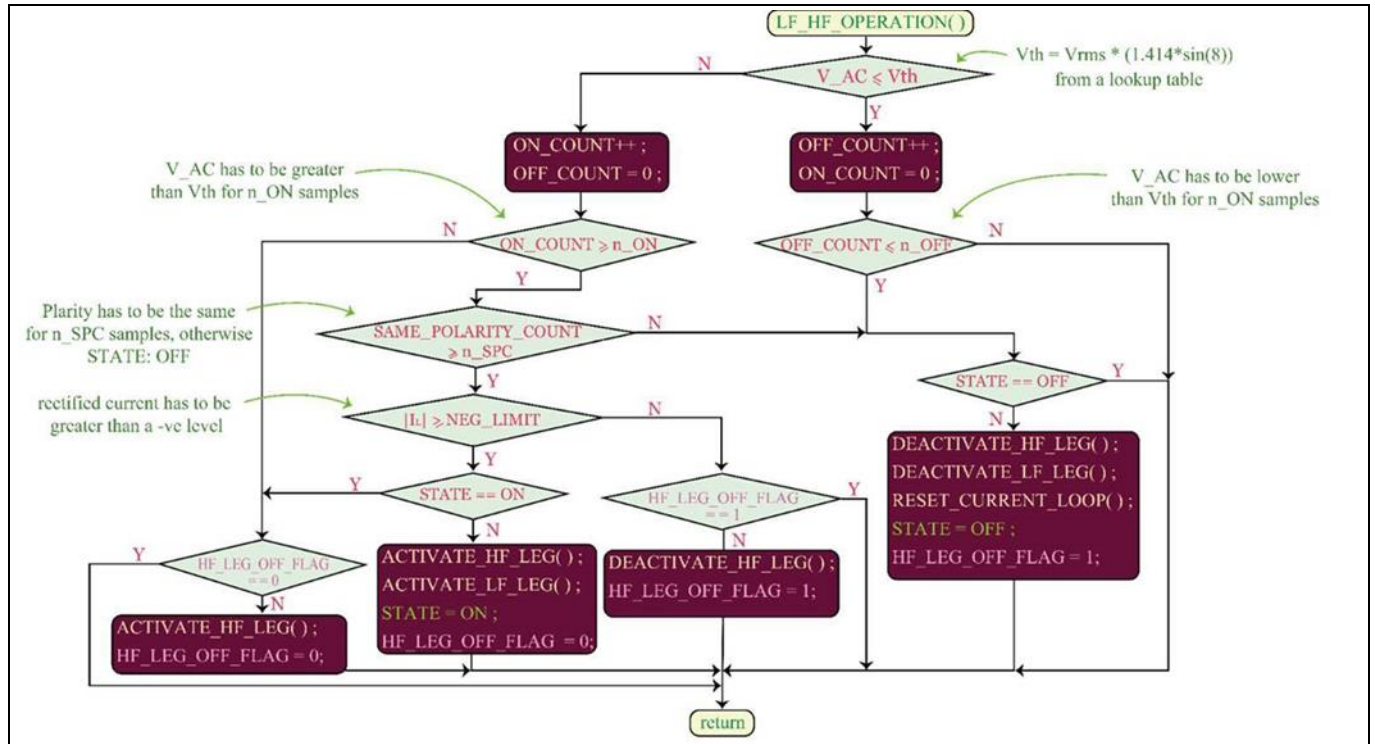 LF_HF_OPERATION( )
Vth = Vrms * (1.414*sin(8))
from a lookup table
N
V_AC ⩽ Vth
Y
ON_COUNT++ ;
OFF_COUNT = 0 ;
OFF_COUNT++ ;
ON_COUNT = 0 ;
V_AC has to be greater
than Vth for n_ON samples
V_AC has to be lower
than Vth for n_ON samples
N
ON_COUNT ⩾ n_ON
Y
OFF_COUNT ⩽ n_OFF
N
Y
Plarity has to be the same
for n_SPC samples, otherwise
STATE: OFF
SAME_POLARITY_COUNT
⩾ n_SPC
N
Y
STATE == OFF
Y
N
rectified current has to be
greater than a -ve level
|IL| ⩾ NEG_LIMIT
N
Y
DEACTIVATE_HF_LEG( ) ;
DEACTIVATE_LF_LEG( ) ;
RESET_CURRENT_LOOP( ) ;
STATE = OFF ;
HF_LEG_OFF_FLAG = 1;
Y
STATE == ON
N
HF_LEG_OFF_FLAG
== 1
Y
N
Y
HF_LEG_OFF_FLAG
== 0
N
ACTIVATE_HF_LEG( ) ;
ACTIVATE_LF_LEG( ) ;
STATE = ON ;
HF_LEG_OFF_FLAG = 0;
DEACTIVATE_HF_LEG( ) ;
HF_LEG_OFF_FLAG = 1;
ACTIVATE_HF_LEG( ) ;
HF_LEG_OFF_FLAG = 0;
return